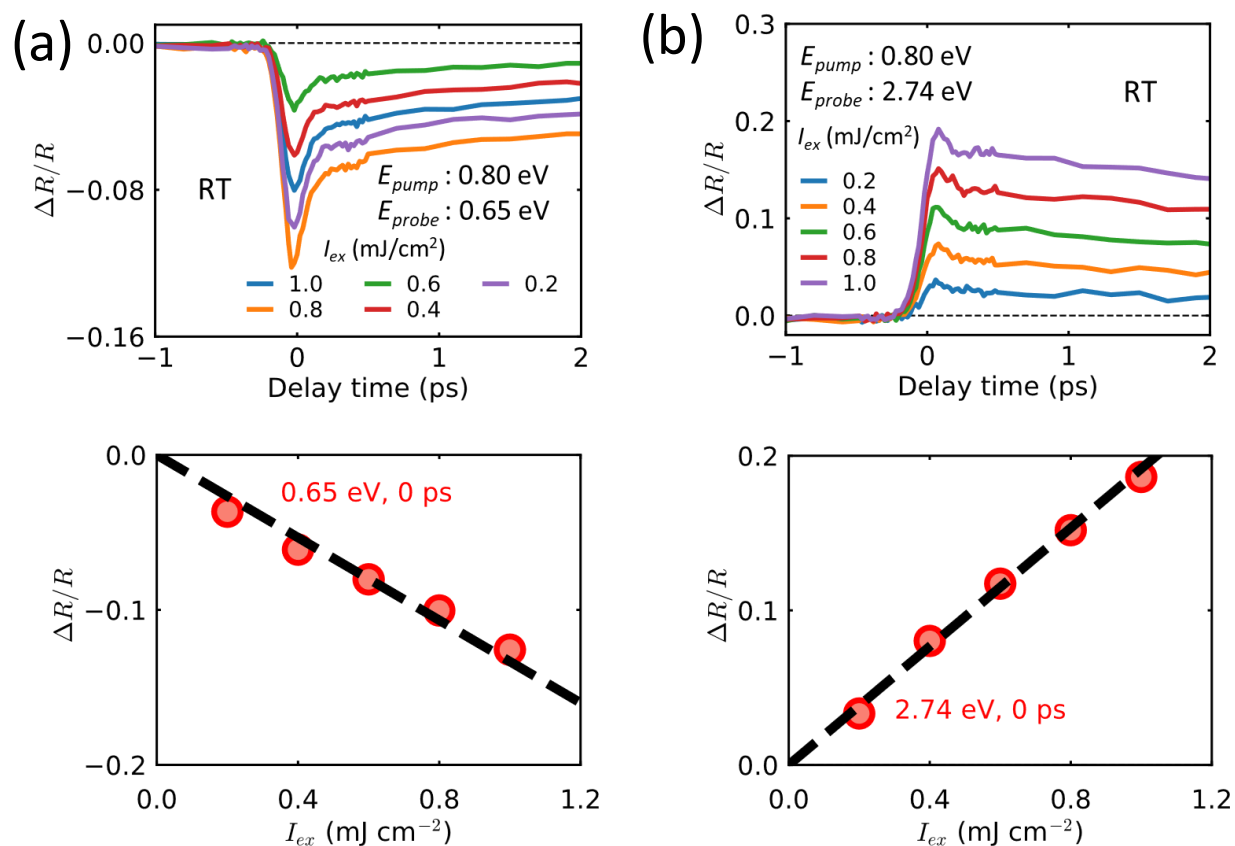 (a)
0.00
−0.08
−0.16
ΔR/R
RT
E_pump : 0.80 eV
E_probe : 0.65 eV
I_ex (mJ/cm²)
1.0
0.6
0.2
0.8
0.4
−1
0
1
2
Delay time (ps)
(b)
0.3
0.2
0.1
0.0
ΔR/R
E_pump : 0.80 eV
E_probe : 2.74 eV
RT
I_ex (mJ/cm²)
0.2
0.4
0.6
0.8
1.0
−1
0
1
2
Delay time (ps)
0.0
−0.1
−0.2
ΔR/R
0.65 eV, 0 ps
0.0
0.4
0.8
1.2
I_ex (mJ cm⁻²)
0.2
0.1
0.0
ΔR/R
2.74 eV, 0 ps
0.0
0.4
0.8
1.2
I_ex (mJ cm⁻²)